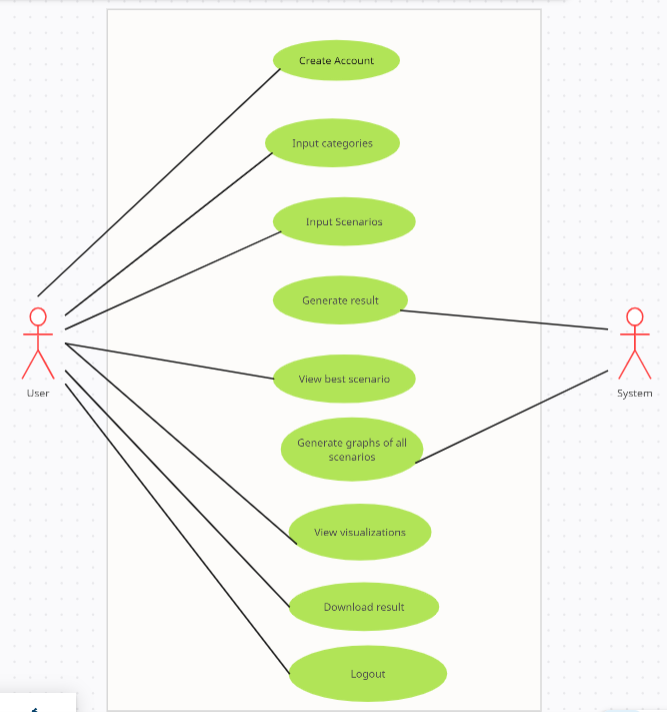 Create Account
Input categories
Input Scenarios
Generate result
View best scenario
User
System
Generate graphs of all
scenarios
View visualizations
Download result
Logout